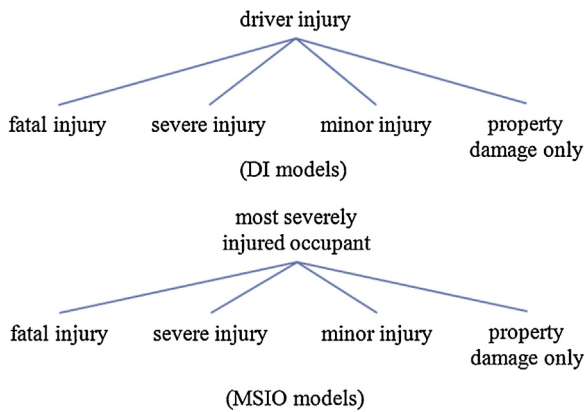 driver injury
fatal injury severe injury minor injury property
damage only
(DI models)
most severely
injured occupant
fatal injury severe injury minor injury property
damage only
(MSIO models)